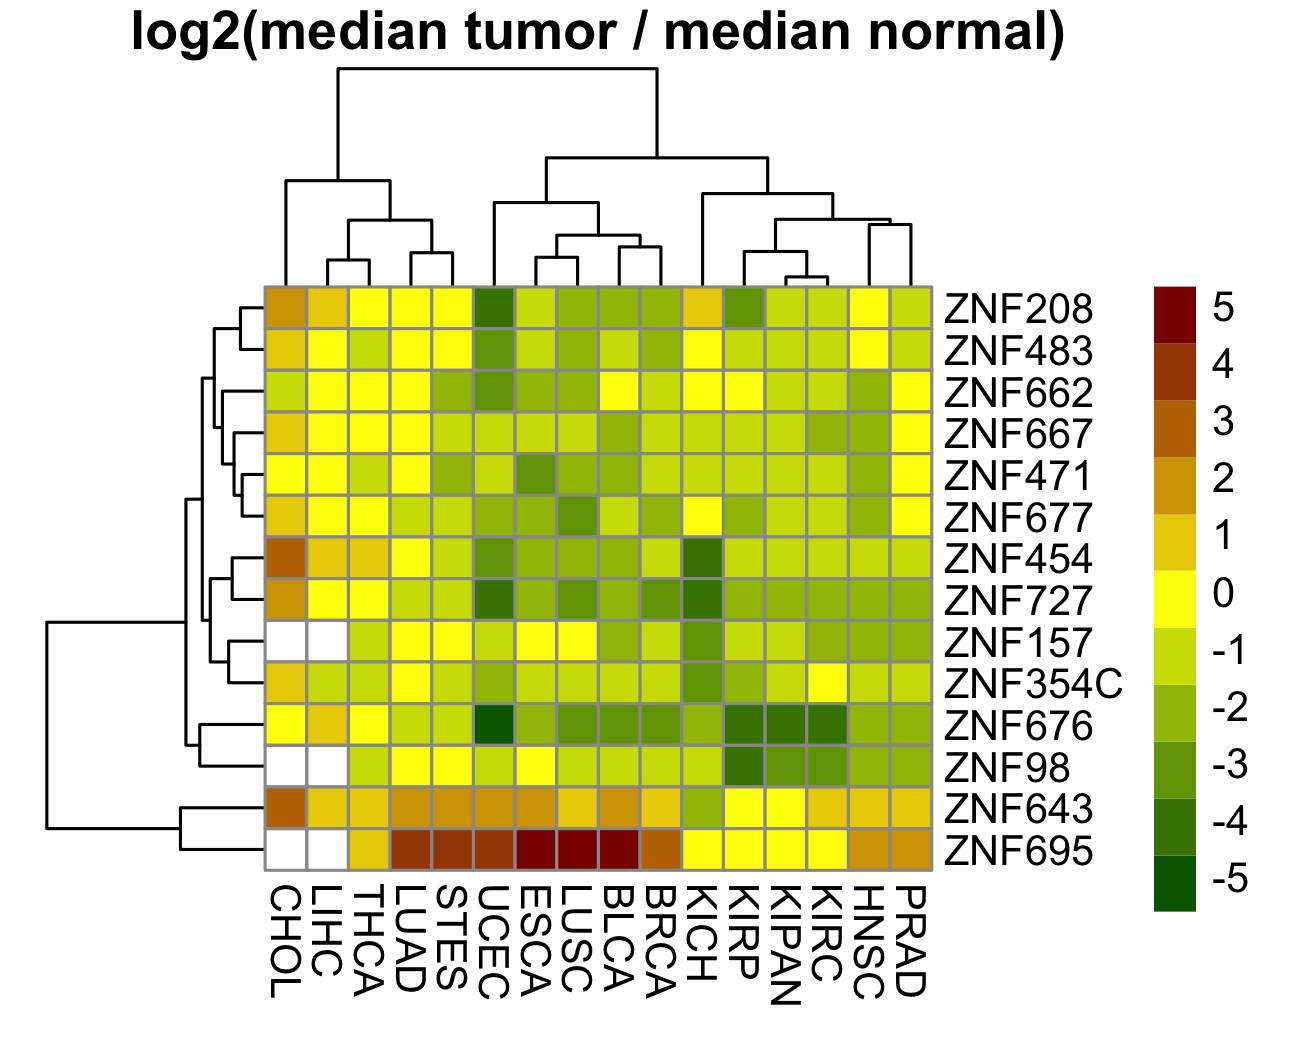 log2(median tumor / median normal)
ZNF208
ZNF483
ZNF662
ZNF667
ZNF471
ZNF677
ZNF454
ZNF727
ZNF157
ZNF354C
ZNF676
ZNF98
ZNF643
ZNF695
5
4
3
2
1
0
-1
-2
-3
-4
-5
CHOL
LIHC
THCA
LUAD
STES
UCEC
ESCA
LUSC
BLCA
BRCA
KICH
KIRP
KIPAN
KIRC
HNSC
PRAD